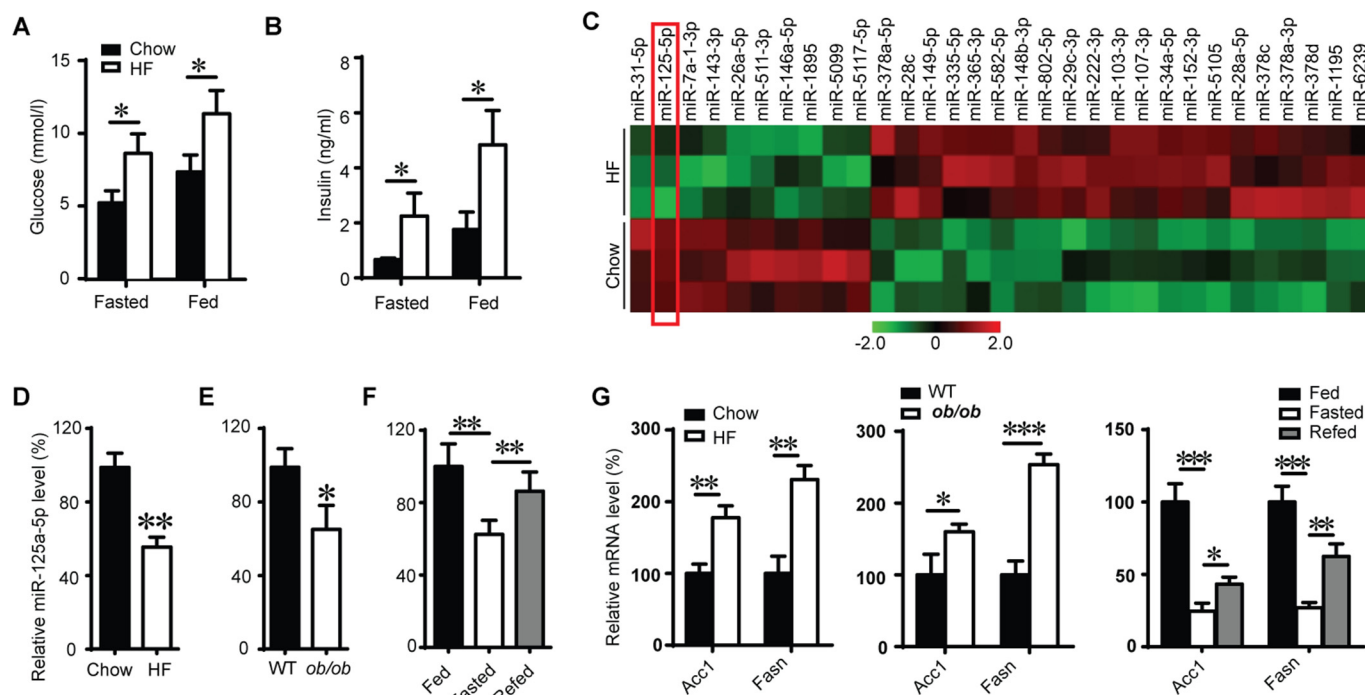 A
Chow
HF
Glucose (mmol/l)
15
10
5
0
*
*
Fasted
Fed
B
Insulin (ng/ml)
8
6
4
2
0
*
*
Fasted
Fed
C
miR-31-5p
miR-125-5p
miR-7a-1-3p
miR-143-3p
miR-26a-5p
miR-511-3p
miR-146a-5p
miR-1895
miR-5099
miR-5117-5p
miR-378a-5p
miR-28c
miR-149-5p
miR-335-5p
miR-365-3p
miR-582-5p
miR-148b-3p
miR-802-5p
miR-29c-3p
miR-222-3p
miR-103-3p
miR-107-3p
miR-34a-5p
miR-152-3p
miR-5105
miR-28a-5p
miR-378c
miR-378a-3p
miR-378d
miR-1195
miR-6239
HF
Chow
-2.0 0 2.0
D
Relative miR-125a-5p level (%)
120
80
40
0
**
Chow HF
E
120
80
40
0
*
WT ob/ob
F
120
80
40
0
**
**
Fed
Refed
G
Chow
HF
Relative mRNA level (%)
300
200
100
0
**
**
Acc1
Fasn
WT
ob/ob
300
200
100
0
*
***
Acc1
Fasn
Fed
Fasted
Refed
150
100
50
0
***
*
***
**
Acc1
Fasn